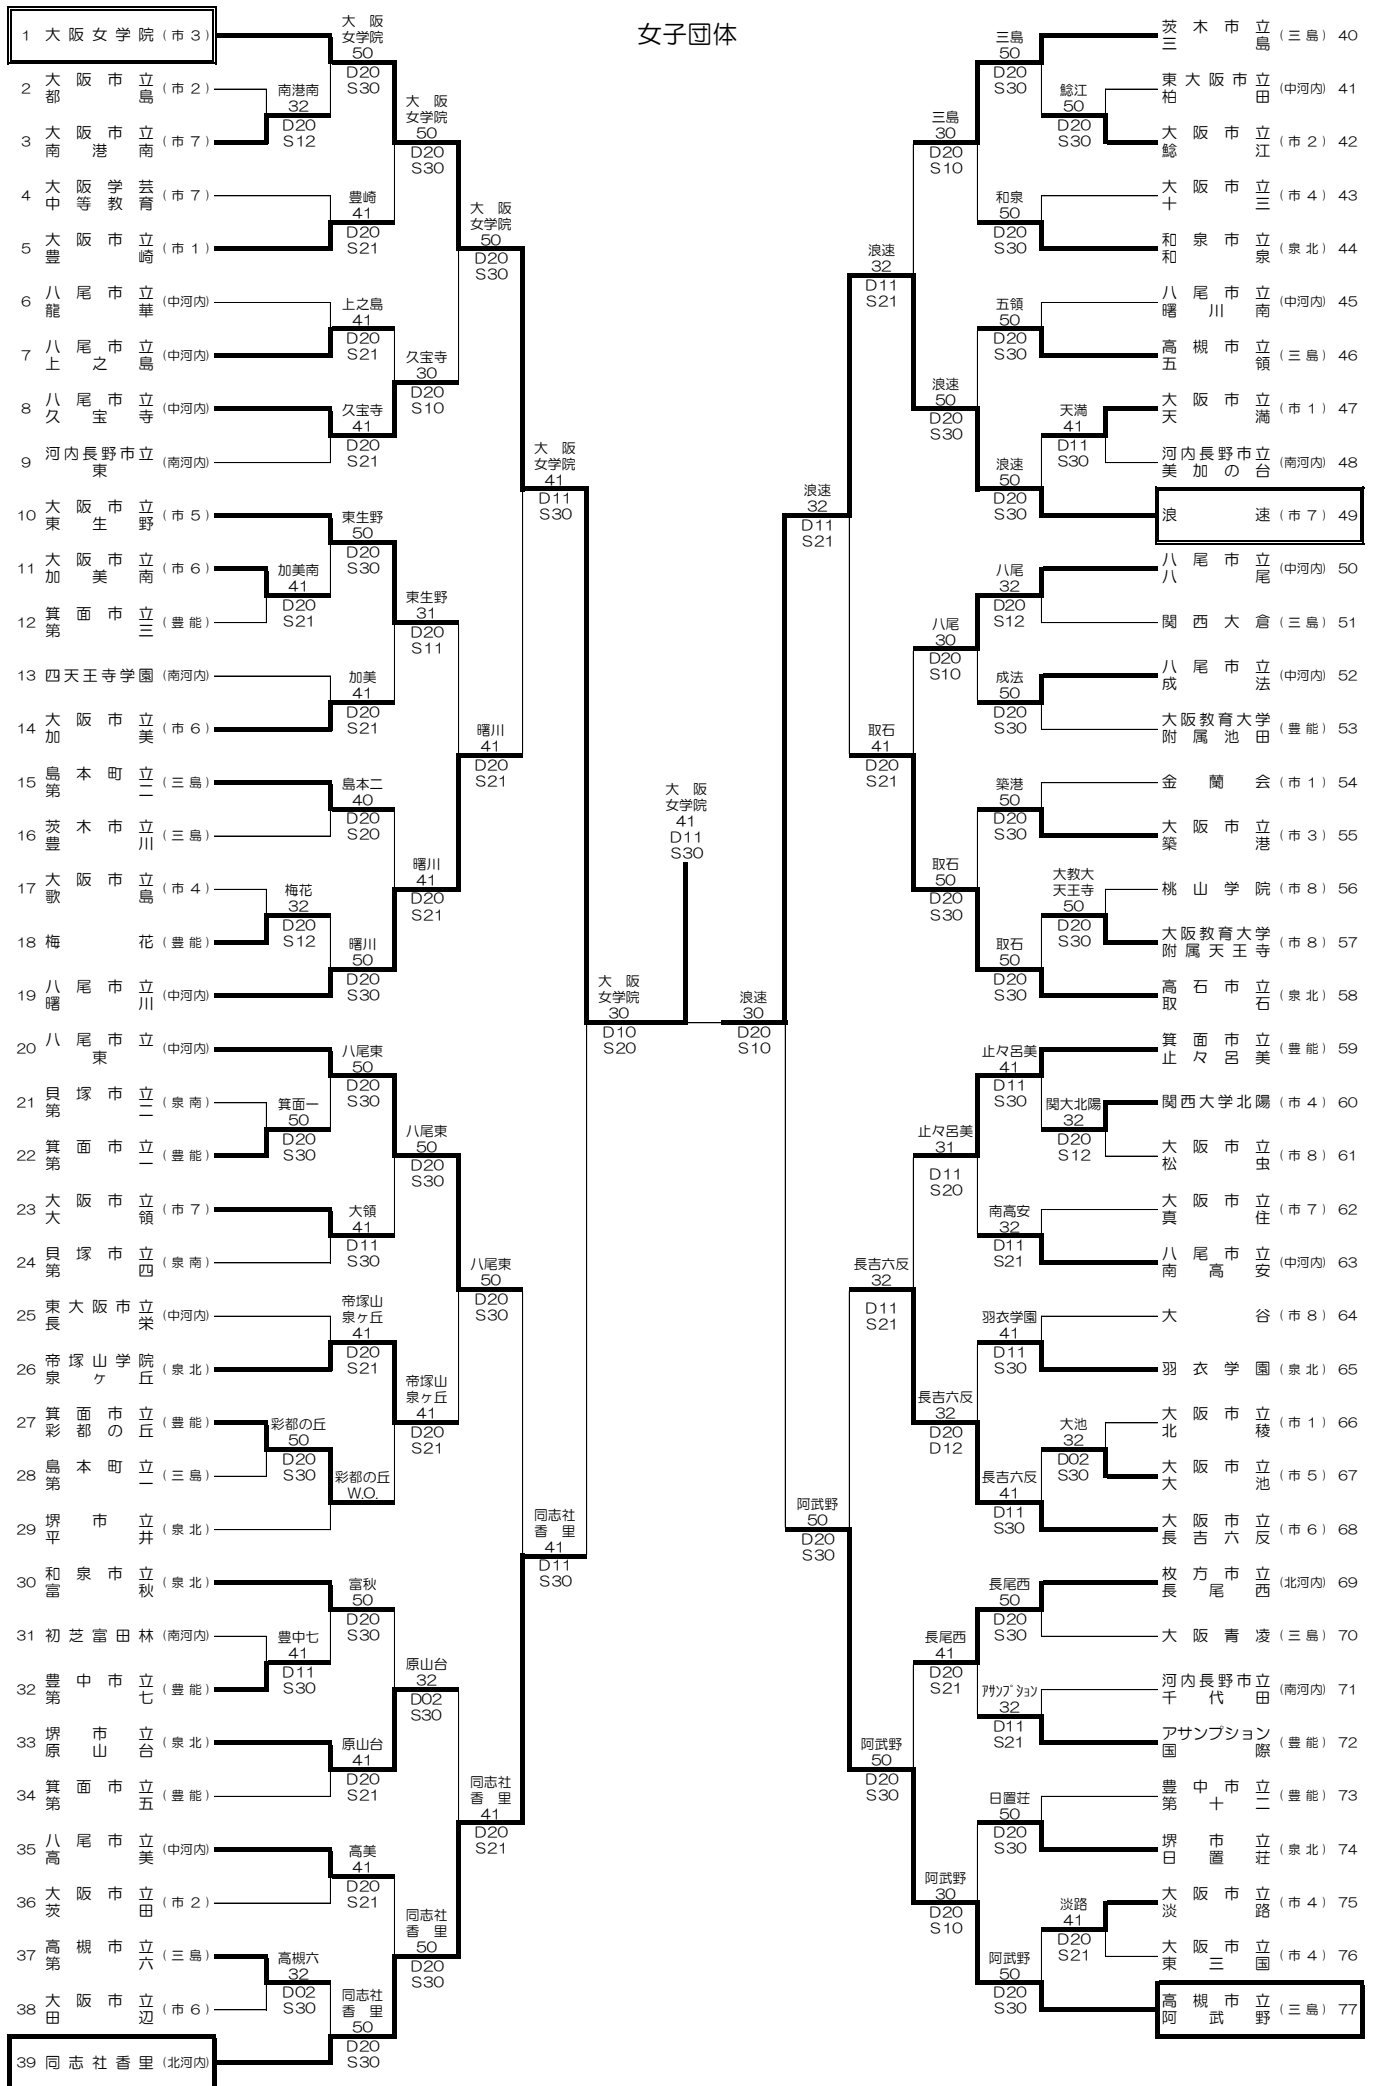 女子団体
1 大阪女学院 (市3)
2 大阪市立都島 (市2)
3 大阪市立南港南 (市7)
4 大阪学芸中等教育 (市7)
5 大阪市立豊崎 (市1)
6 八尾市立龍華 (中河内)
7 八尾市立上之島 (中河内)
8 八尾市立久宝寺 (中河内)
9 河内長野市立東 (南河内)
10 大阪市立東生野 (市5)
11 大阪市立加美南 (市6)
12 箕面市立第三 (豊能)
13 四天王寺学園 (南河内)
14 大阪市立加美 (市6)
15 島本町立第二 (三島)
16 茨木市立豊川 (三島)
17 大阪市立歌島 (市4)
18 梅花 (豊能)
19 八尾市立曙川 (中河内)
20 八尾市立東 (中河内)
21 貝塚市立第二 (泉南)
22 箕面市立第一 (豊能)
23 大阪市立大領 (市7)
24 貝塚市立第四 (泉南)
25 東大阪市立長栄 (中河内)
26 帝塚山学院泉ヶ丘 (泉北)
27 箕面市立彩都の丘 (豊能)
28 島本町立第一 (三島)
29 堺市立平井 (泉北)
30 和泉市立富秋 (泉北)
31 初芝富田林 (南河内)
32 豊中市立第七 (豊能)
33 堺市立原山台 (泉北)
34 箕面市立第五 (豊能)
35 八尾市立高美 (中河内)
36 大阪市立茨田 (市2)
37 高槻市立第六 (三島)
38 大阪市立田辺 (市6)
39 同志社香里 (北河内)
南港南
32
D20
S12
加美南
41
D20
S21
梅花
32
D20
S12
箕面一
50
D20
S30
彩都の丘
50
D20
S30
豊中七
41
D11
S30
高槻六
32
D02
S30
大阪
女学院
50
D20
S30
豊崎
41
D20
S21
上之島
41
D20
S21
久宝寺
41
D20
S21
東生野
50
D20
S30
加美
41
D20
S21
島本二
40
D20
S20
曙川
50
D20
S30
八尾東
50
D20
S30
大領
41
D11
S30
帝塚山
泉ヶ丘
41
D20
S21
彩都の丘
W.O.
富秋
50
D20
S30
原山台
41
D20
S21
高美
41
D20
S21
同志社
香里
50
D20
S30
大阪
女学院
50
D20
S30
久宝寺
30
D20
S10
東生野
31
D20
S11
曙川
41
D20
S21
八尾東
50
D20
S30
帝塚山
泉ヶ丘
41
D20
S21
原山台
32
D02
S30
同志社
香里
50
D20
S30
大阪
女学院
50
D20
S30
曙川
41
D20
S21
八尾東
50
D20
S30
同志社
香里
41
D20
S21
大阪
女学院
41
D11
S30
同志社
香里
41
D11
S30
大阪
女学院
30
D10
S20
大阪
女学院
41
D11
S30
浪速
30
D20
S10
浪速
32
D11
S21
阿武野
50
D20
S30
浪速
32
D11
S21
取石
41
D20
S21
長吉六反
32
D11
S21
阿武野
50
D20
S30
三島
30
D20
S10
浪速
50
D20
S30
八尾
30
D20
S10
取石
50
D20
S30
止々呂美
31
D11
S20
長吉六反
32
D20
D12
長尾西
41
D20
S21
阿武野
30
D20
S10
三島
50
D20
S30
和泉
50
D20
S30
五領
50
D20
S30
浪速
50
D20
S30
八尾
32
D20
S12
成法
50
D20
S30
築港
50
D20
S30
取石
50
D20
S30
止々呂美
41
D11
S30
南高安
32
D11
S21
羽衣学園
41
D11
S30
長吉六反
41
D11
S30
長尾西
50
D20
S30
アサンプション
32
D11
S21
日置荘
50
D20
S30
阿武野
50
D20
S30
鯰江
50
D20
S30
天満
41
D11
S30
大教大
天王寺
50
D20
S30
関大北陽
32
D20
S12
大池
32
D02
S30
淡路
41
D20
S21
茨木市立三島 (三島) 40
東大阪市立柏田 (中河内) 41
大阪市立鯰江 (市2) 42
大阪市立十三 (市4) 43
和泉市立和泉 (泉北) 44
八尾市立曙川南 (中河内) 45
高槻市立五領 (三島) 46
大阪市立天満 (市1) 47
河内長野市立美加の台 (南河内) 48
浪速 (市7) 49
八尾市立八尾 (中河内) 50
関西大倉 (三島) 51
八尾市立成法 (中河内) 52
大阪教育大学附属池田 (豊能) 53
金蘭会 (市1) 54
大阪市立築港 (市3) 55
桃山学院 (市8) 56
大阪教育大学附属天王寺 (市8) 57
高石市立取石 (泉北) 58
箕面市立止々呂美 (豊能) 59
関西大学北陽 (市4) 60
大阪市立松虫 (市8) 61
大阪市立真住 (市7) 62
八尾市立南高安 (中河内) 63
大谷 (市8) 64
羽衣学園 (泉北) 65
大阪市立北稜 (市1) 66
大阪市立大池 (市5) 67
大阪市立長吉六反 (市6) 68
枚方市立長尾西 (北河内) 69
大阪青凌 (三島) 70
河内長野市立千代田 (南河内) 71
アサンプション国際 (豊能) 72
豊中市立第十二 (豊能) 73
堺市立日置荘 (泉北) 74
大阪市立淡路 (市4) 75
大阪市立東三国 (市4) 76
高槻市立阿武野 (三島) 77